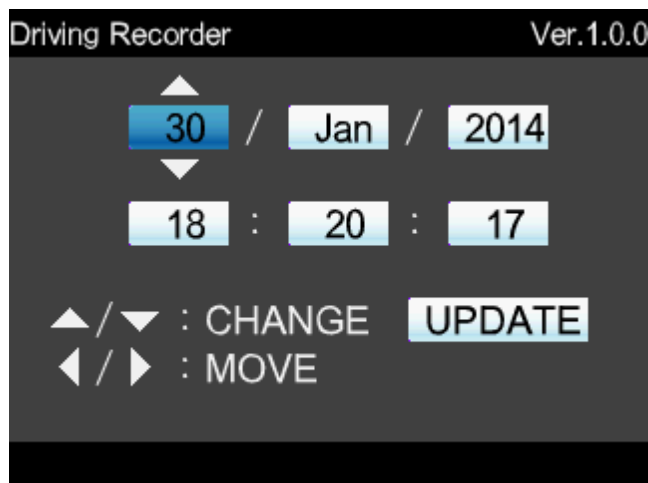 Driving Recorder Ver.1.0.0
30 / Jan / 2014
18 : 20 : 17
▲/▼ : CHANGE UPDATE
◀/▶ : MOVE